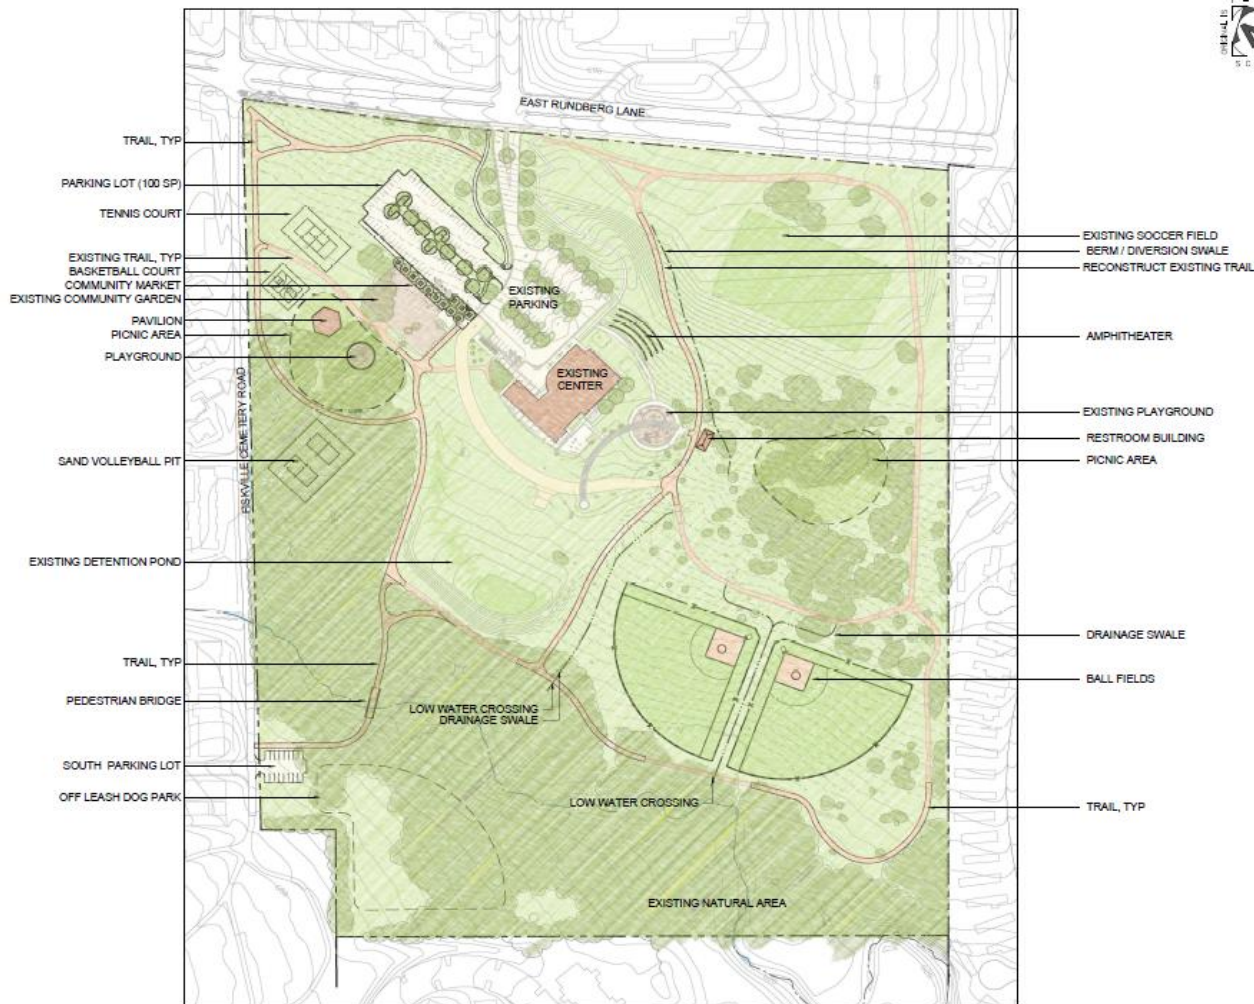 ORIGINAL IS
S C
EAST RUNDBERG LANE
TRAIL, TYP
PARKING LOT (100 SP)
TENNIS COURT
EXISTING TRAIL, TYP
BASKETBALL COURT
COMMUNITY MARKET
EXISTING COMMUNITY GARDEN
PAVILION
PICNIC AREA
PLAYGROUND
FISKVILLE CEMETERY ROAD
SAND VOLLEYBALL PIT
EXISTING DETENTION POND
TRAIL, TYP
PEDESTRIAN BRIDGE
SOUTH PARKING LOT
OFF LEASH DOG PARK
EXISTING
PARKING
EXISTING
CENTER
LOW WATER CROSSING
DRAINAGE SWALE
LOW WATER CROSSING
EXISTING NATURAL AREA
EXISTING SOCCER FIELD
BERM / DIVERSION SWALE
RECONSTRUCT EXISTING TRAIL
AMPHITHEATER
EXISTING PLAYGROUND
RESTROOM BUILDING
PICNIC AREA
DRAINAGE SWALE
BALL FIELDS
TRAIL, TYP